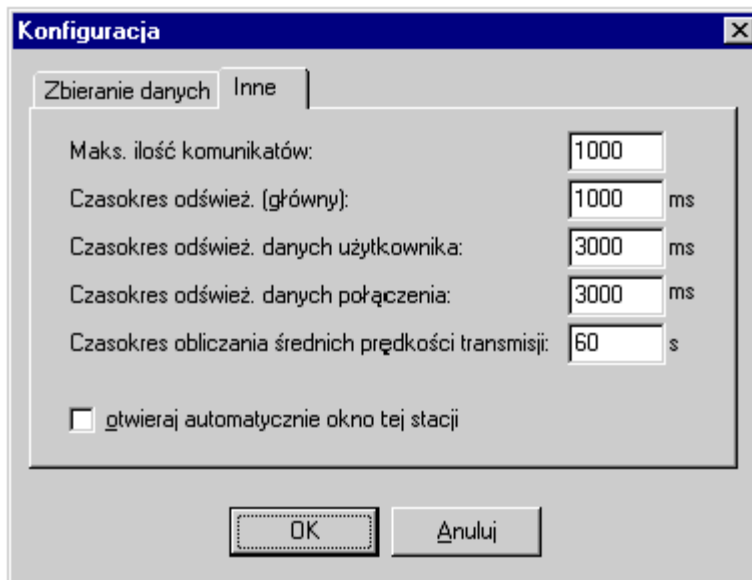 Konfiguracja
Zbieranie danych Inne
Maks. ilość komunikatów: 1000
Czasokres odśwież. (główny): 1000 ms
Czasokres odśwież. danych użytkownika: 3000 ms
Czasokres odśwież. danych połączenia: 3000 ms
Czasokres obliczania średnich prędkości transmisji: 60 s
otwieraj automatycznie okno tej stacji
OK Anuluj